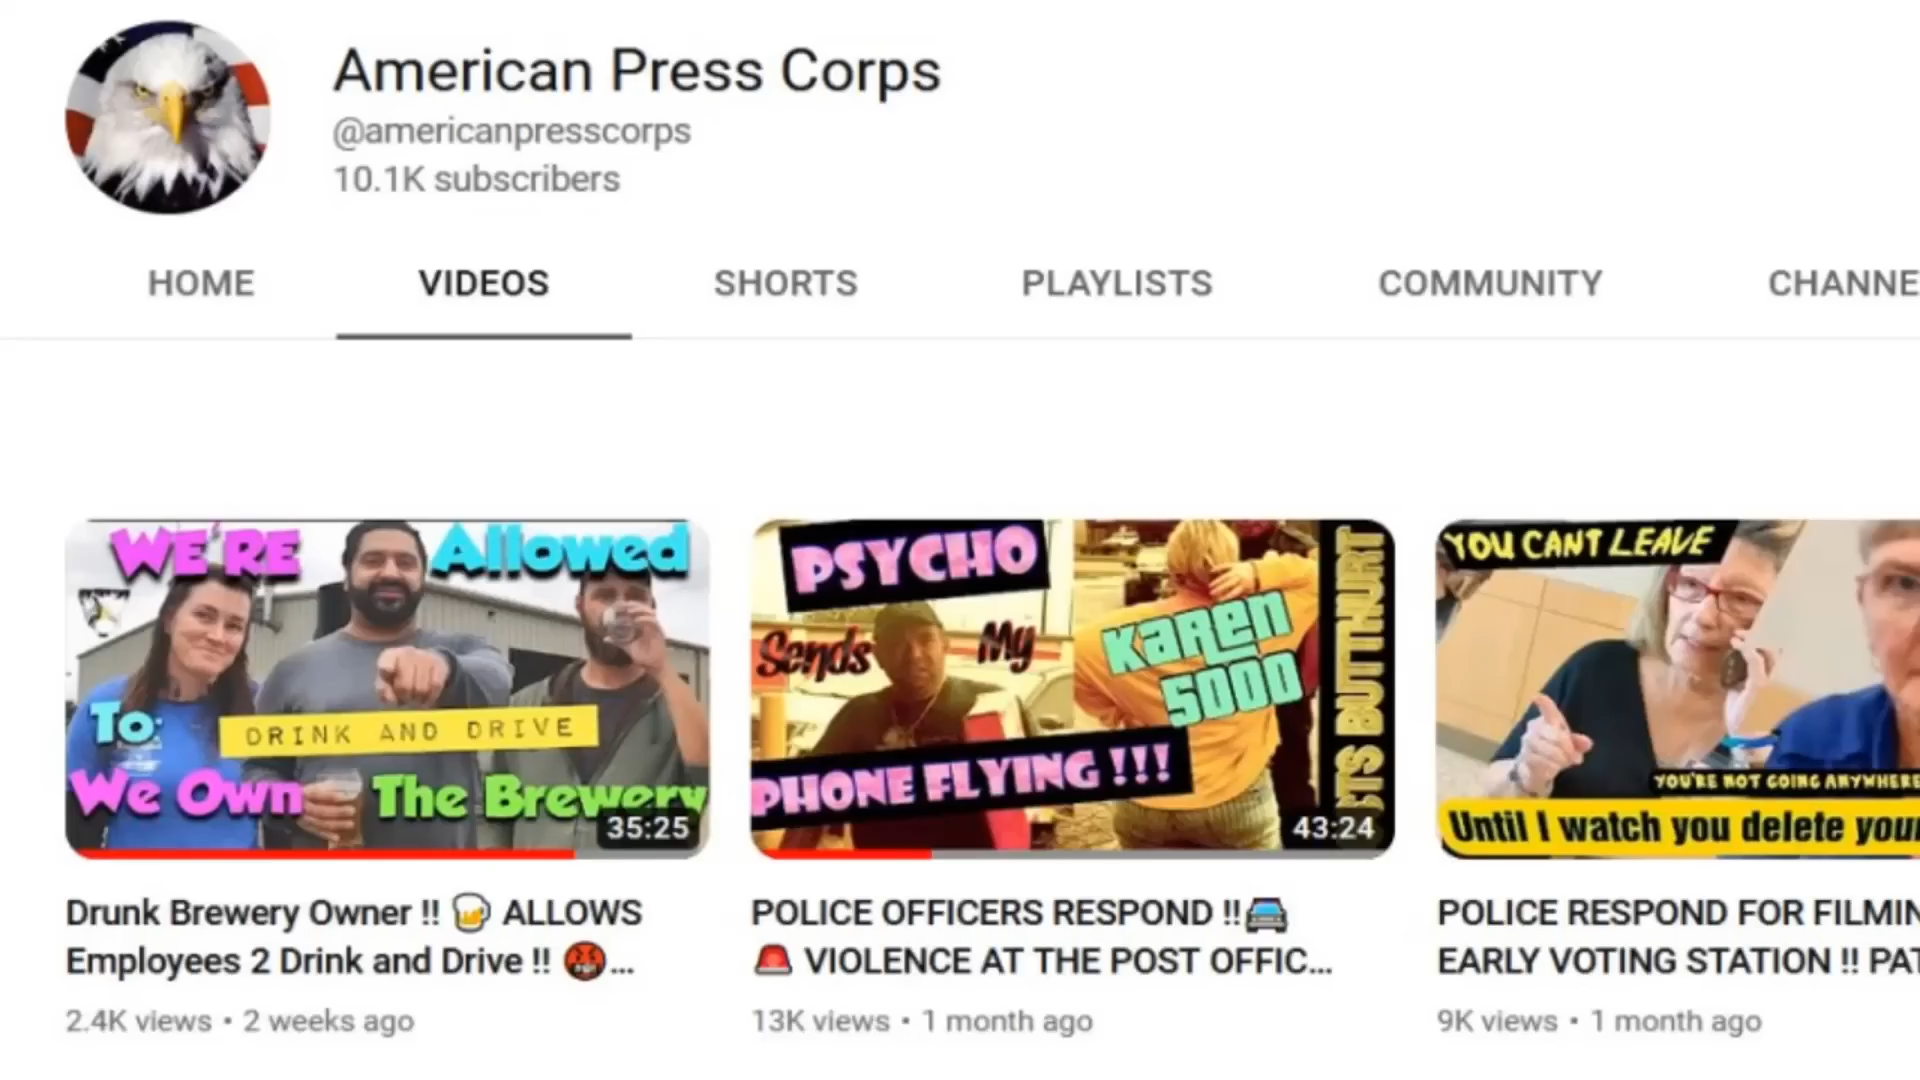 American Press Corps
@americanpresscorps
10.1K subscribers
HOME VIDEOS SHORTS PLAYLISTS COMMUNITY CHANNE
WE'RE Allowed
To:
DRINK AND DRIVE
We Own The Brewery
35:25
PSYCHO
Sends My
KaRen
5000
PHONE FLYING !!!
BUTTHURT
43:24
YOU CANT LEAVE
YOU'RE NOT GOING ANYWHERE
Until I watch you delete your
Drunk Brewery Owner !! 🍺 ALLOWS
Employees 2 Drink and Drive !! 🤬...
2.4K views • 2 weeks ago
POLICE OFFICERS RESPOND !!🚘
🚨 VIOLENCE AT THE POST OFFIC...
13K views • 1 month ago
POLICE RESPOND FOR FILMIN
EARLY VOTING STATION !! PAT
9K views • 1 month ago